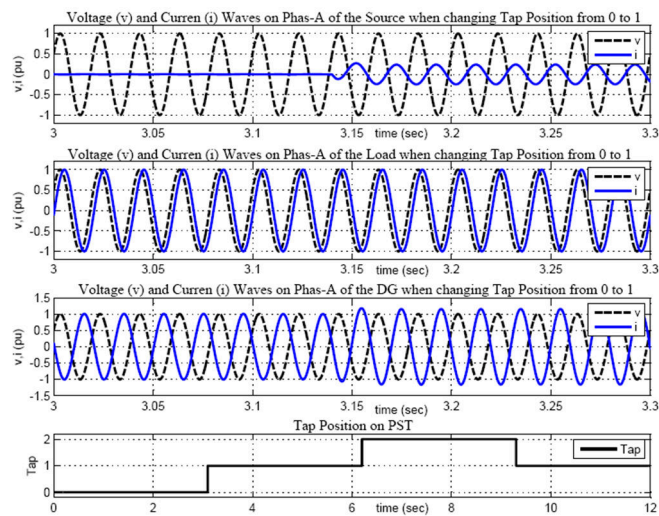 Voltage (v) and Curren (i) Waves on Phas-A of the Source when changing Tap Position from 0 to 1
1
0.5
0
-0.5
-1
v,i (pu)
v
i
3
3.05
3.1
3.15
3.2
3.25
3.3
time (sec)
Voltage (v) and Curren (i) Waves on Phas-A of the Load when changing Tap Position from 0 to 1
1
0.5
0
-0.5
-1
v,i (pu)
v
i
3
3.05
3.1
3.15
3.2
3.25
3.3
time (sec)
Voltage (v) and Curren (i) Waves on Phas-A of the DG when changing Tap Position from 0 to 1
1.5
1
0.5
0
-0.5
-1
-1.5
v,i (pu)
v
i
3
3.05
3.1
3.15
3.2
3.25
3.3
time (sec)
Tap Position on PST
2
1
0
Tap
Tap
0
2
4
6
8
10
12
time (sec)